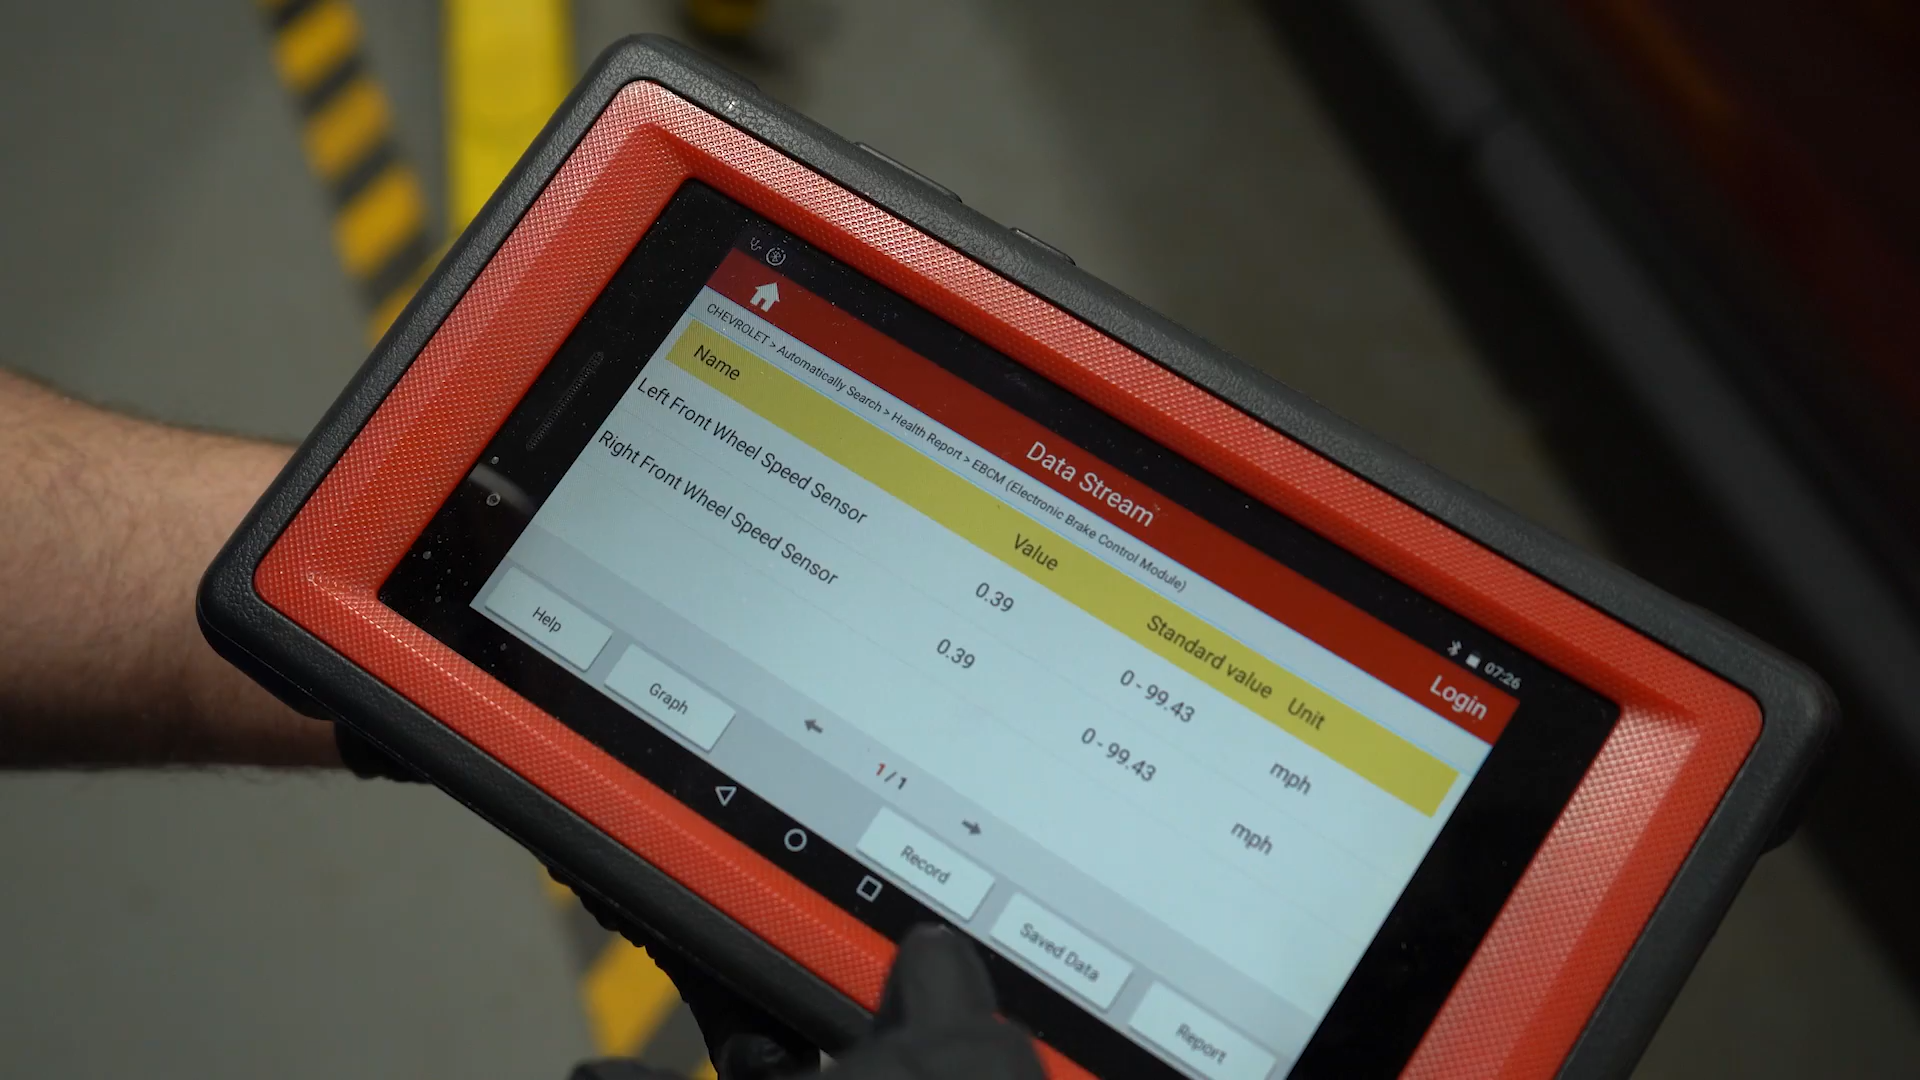 07:26
Data Stream
Login
CHEVROLET > Automatically Search > Health Report > EBCM (Electronic Brake Control Module)
Name Value Standard value Unit
Left Front Wheel Speed Sensor 0.39 0 - 99.43 mph
Right Front Wheel Speed Sensor 0.39 0 - 99.43 mph
Help Graph 1 / 1 Record Saved Data Report